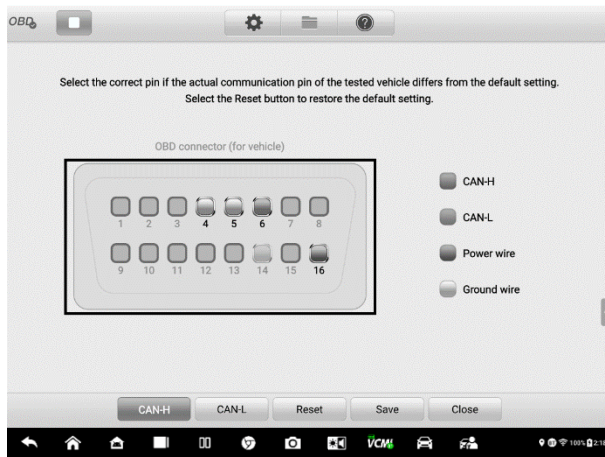 OBD
Select the correct pin if the actual communication pin of the tested vehicle differs from the default setting.
Select the Reset button to restore the default setting.
OBD connector (for vehicle)
1 2 3 4 5 6 7 8
9 10 11 12 13 14 15 16
CAN-H
CAN-L
Power wire
Ground wire
CAN-H CAN-L Reset Save Close
VCMI 100% 2:18